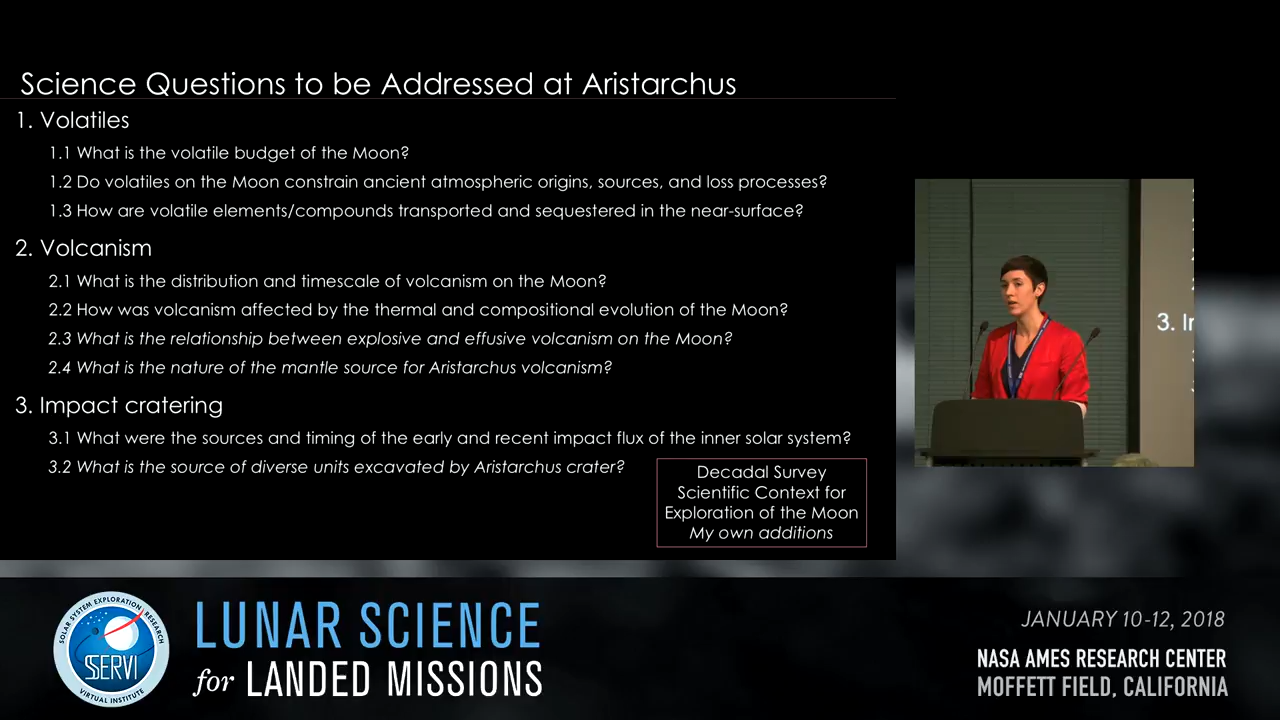 Science Questions to be Addressed at Aristarchus
1. Volatiles
1.1 What is the volatile budget of the Moon?
1.2 Do volatiles on the Moon constrain ancient atmospheric origins, sources, and loss processes?
1.3 How are volatile elements/compounds transported and sequestered in the near-surface?
2. Volcanism
2.1 What is the distribution and timescale of volcanism on the Moon?
2.2 How was volcanism affected by the thermal and compositional evolution of the Moon?
2.3 What is the relationship between explosive and effusive volcanism on the Moon?
2.4 What is the nature of the mantle source for Aristarchus volcanism?
3. Impact cratering
3.1 What were the sources and timing of the early and recent impact flux of the inner solar system?
3.2 What is the source of diverse units excavated by Aristarchus crater?
Decadal Survey
Scientific Context for
Exploration of the Moon
My own additions
3. I
SOLAR SYSTEM EXPLORATION RESEARCH
SSERVI
VIRTUAL INSTITUTE
LUNAR SCIENCE
for LANDED MISSIONS
JANUARY 10-12, 2018
NASA AMES RESEARCH CENTER
MOFFETT FIELD, CALIFORNIA